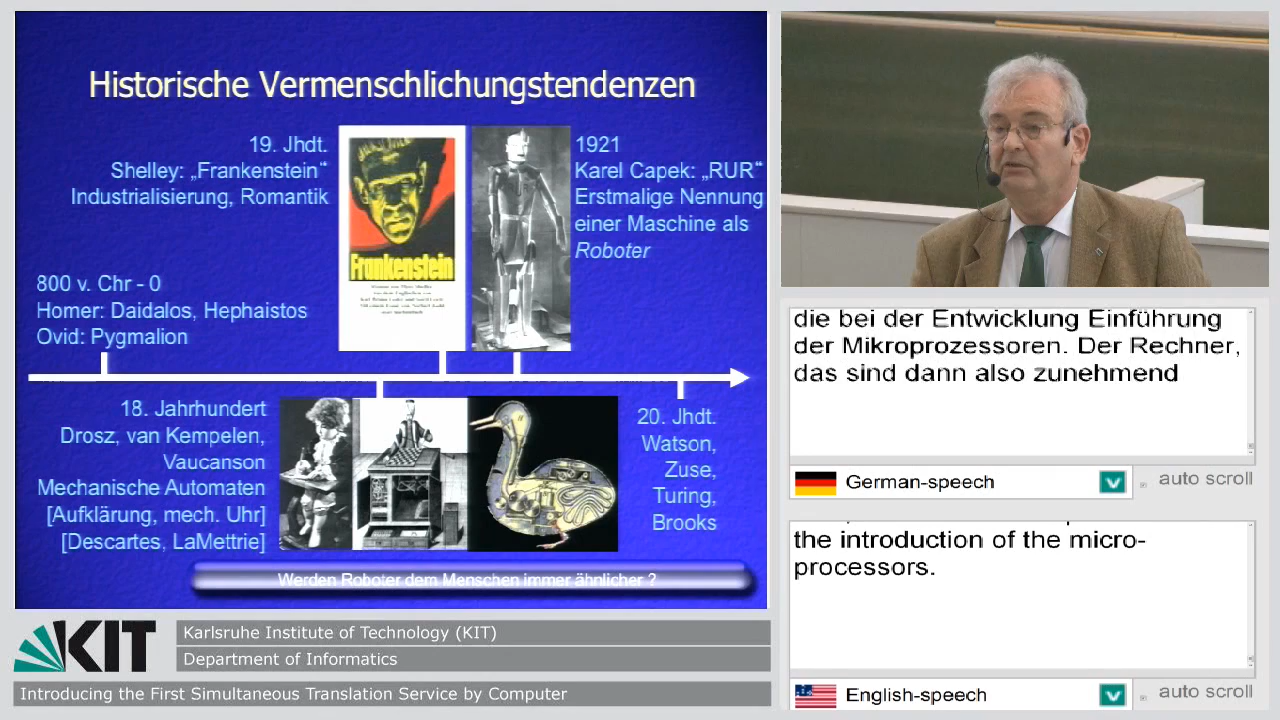 Historische Vermenschlichungstendenzen
19. Jhdt.
Shelley: „Frankenstein“
Industrialisierung, Romantik
Frankenstein
RUR
1921
Karel Capek: „RUR“
Erstmalige Nennung
einer Maschine als
Roboter
800 v. Chr - 0
Homer: Daidalos, Hephaistos
Ovid: Pygmalion
18. Jahrhundert
Drosz, van Kempelen,
Vaucanson
Mechanische Automaten
[Aufklärung, mech. Uhr]
[Descartes, LaMettrie]
20. Jhdt.
Watson,
Zuse,
Turing,
Brooks
Werden Roboter dem Menschen immer ähnlicher ?
die bei der Entwicklung Einführung
der Mikroprozessoren. Der Rechner,
das sind dann also zunehmend
German-speech
auto scroll
the introduction of the micro-
processors.
English-speech
auto scroll
KIT
Karlsruhe Institute of Technology (KIT)
Department of Informatics
Introducing the First Simultaneous Translation Service by Computer